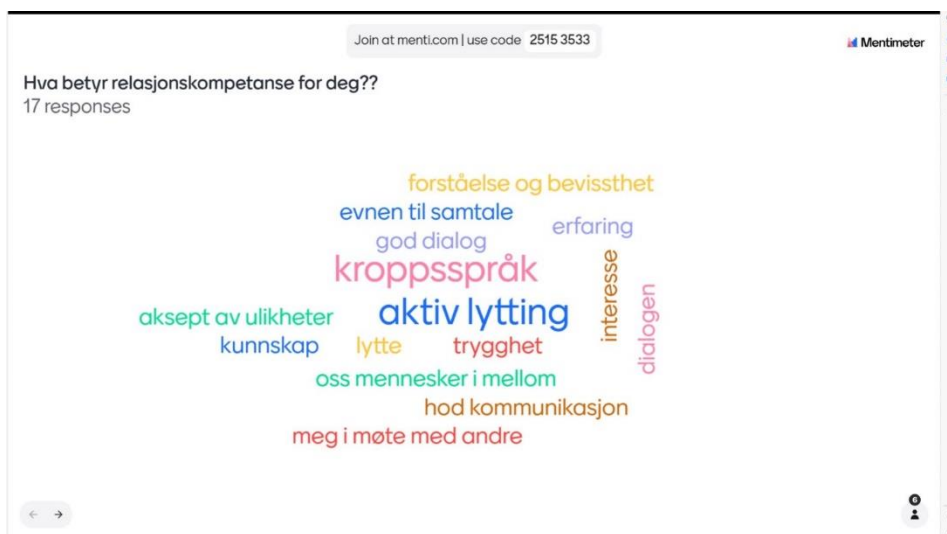 Join at menti.com | use code 2515 3533
Mentimeter
Hva betyr relasjonskompetanse for deg??
17 responses
forståelse og bevissthet
evnen til samtale
erfaring
god dialog
kroppsspråk
interesse
dialogen
aktiv lytting
aksept av ulikheter
kunnskap
lytte
trygghet
oss mennesker i mellom
hod kommunikasjon
meg i møte med andre
6